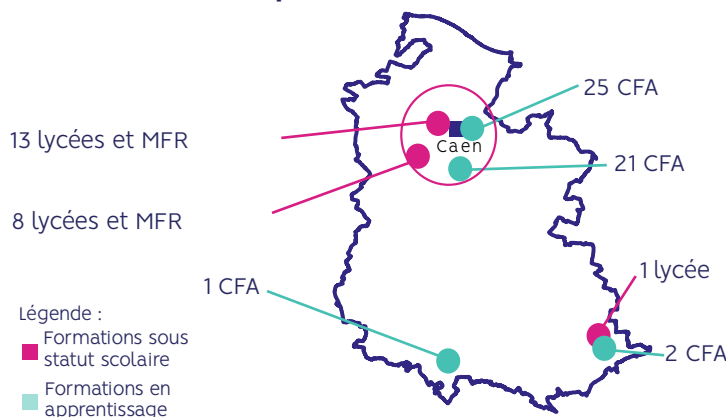 25 CFA
13 lycées et MFR
Caen
21 CFA
8 lycées et MFR
1 lycée
1 CFA
Légende :
Formations sous
statut scolaire
2 CFA
Formations en
apprentissage